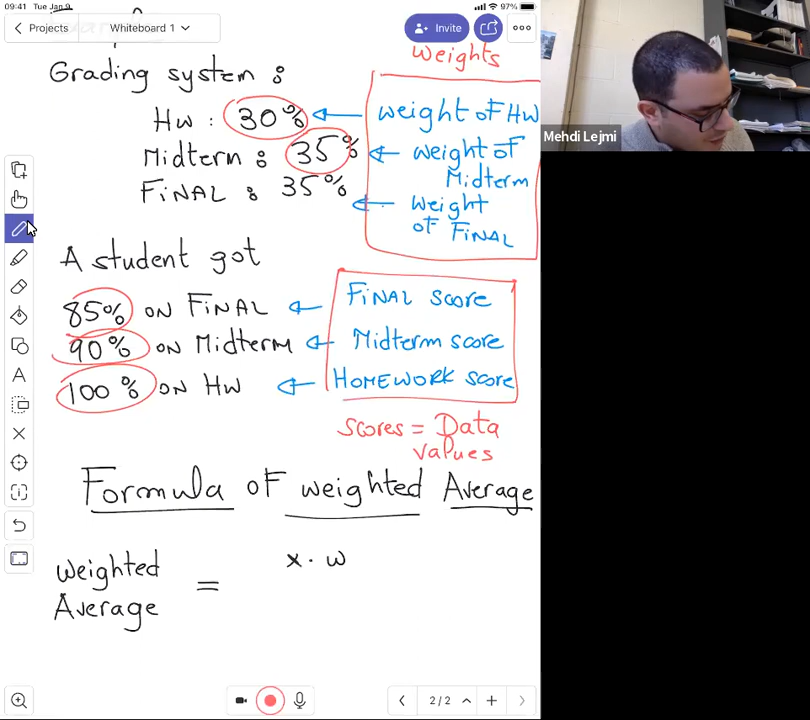 09:41 Tue Jan 9 97%
Projects Whiteboard 1 Invite
weights
Grading system :
HW : 30% weight of HW
Midterm : 35% weight of Midterm
FiNAL : 35% weight of FiNAL
A student got
85% ON FiNAL FiNAL score
90% ON Midterm Midterm score
100% ON HW HOMEWORK score
scores = Data values
Formula of weighted Average
weighted Average = x · w
2/2
Mehdi Lejmi